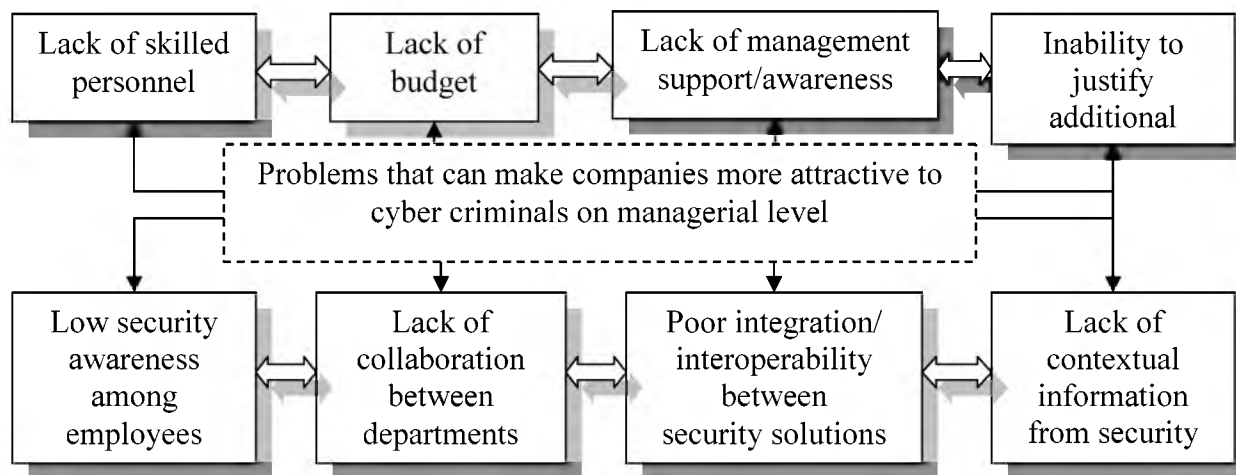 Lack of skilled
personnel
Lack of
budget
Lack of management
support/awareness
Inability to
justify additional
Problems that can make companies more attractive to
cyber criminals on managerial level
Low security
awareness
among
employees
Lack of
collaboration
between
departments
Poor integration/
interoperability
between
security solutions
Lack of
contextual
information
from security